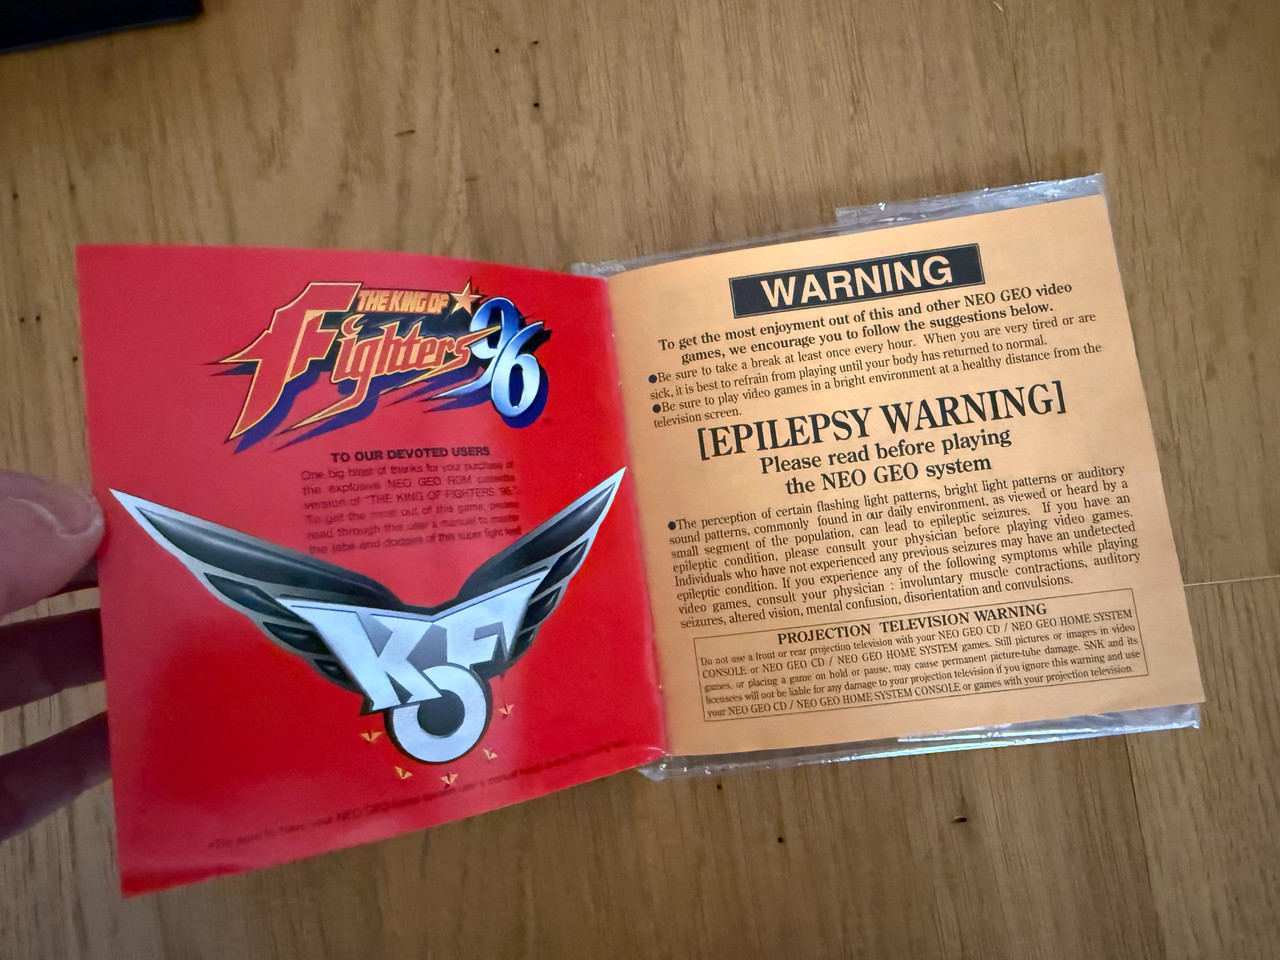 THE KING OF
Fighters '96
TO OUR DEVOTED USERS
One big blast of thanks for your purchase of
the explosive NEO GEO ROM cassette
version of "THE KING OF FIGHTERS '96."
To get the most out of this game, please
read through this user's manual to master
the jabs and dodges of this super fighter!
KOF
*Be sure to have your NEO GEO
WARNING
To get the most enjoyment out of this and other NEO GEO video
games, we encourage you to follow the suggestions below.
●Be sure to take a break at least once every hour. When you are very tired or are
sick, it is best to refrain from playing until your body has returned to normal.
●Be sure to play video games in a bright environment at a healthy distance from the
television screen.
[EPILEPSY WARNING]
Please read before playing
the NEO GEO system
●The perception of certain flashing light patterns, bright light patterns or auditory
sound patterns, commonly found in our daily environment, as viewed or heard by a
small segment of the population, can lead to epileptic seizures. If you have an
epileptic condition, please consult your physician before playing video games.
Individuals who have not experienced any previous seizures may have an undetected
epileptic condition. If you experience any of the following symptoms while playing
video games, consult your physician : involuntary muscle contractions, auditory
seizures, altered vision, mental confusion, disorientation and convulsions.
PROJECTION TELEVISION WARNING
Do not use a front or rear projection television with your NEO GEO CD / NEO GEO HOME SYSTEM
CONSOLE or NEO GEO CD / NEO GEO HOME SYSTEM games. Still pictures or images in video
games, or placing a game on hold or pause, may cause permanent picture-tube damage. SNK and its
licensees will not be liable for any damage to your projection television if you ignore this warning and use
your NEO GEO CD / NEO GEO HOME SYSTEM CONSOLE or games with your projection television.